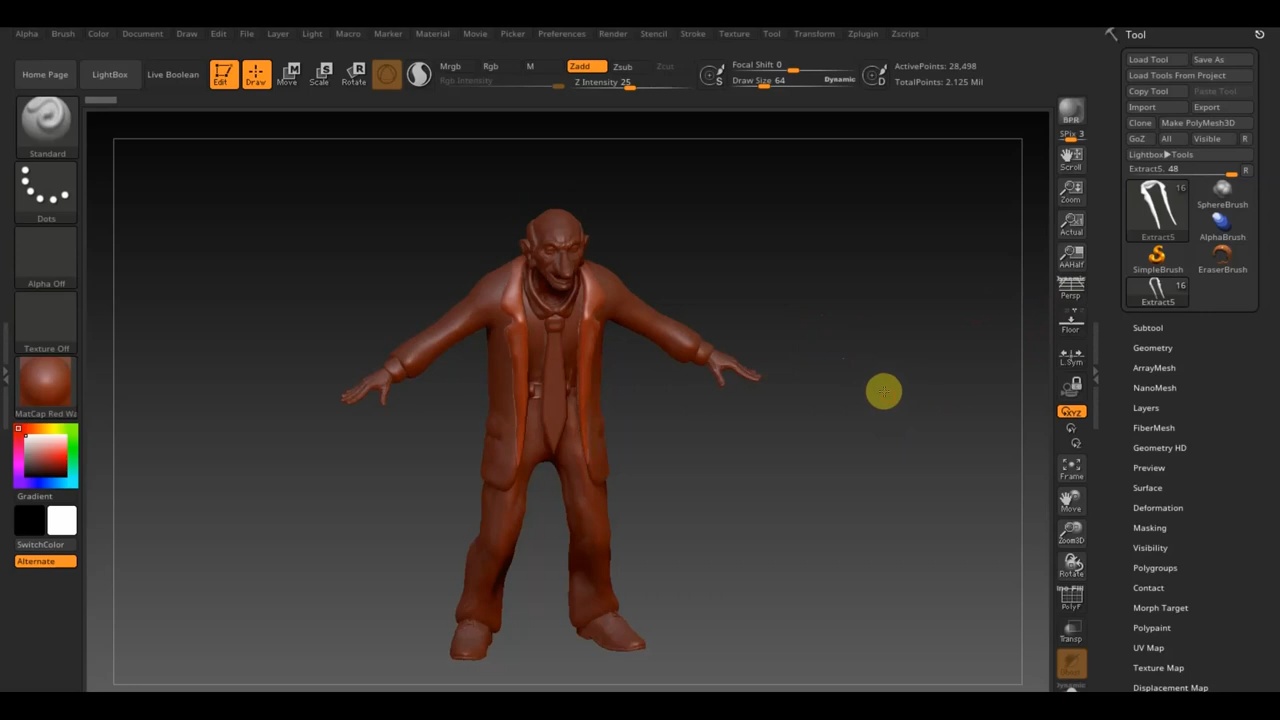 Alpha Brush Color Document Draw Edit File Layer Light Macro Marker Material Movie Picker Preferences Render Stencil Stroke Texture Tool Transform Zplugin Zscript
Tool
Home Page LightBox Live Boolean
Edit Draw Move Scale Rotate
Mrgb Rgb M
Rgb Intensity
Zadd Zsub Zcut
Z Intensity 25
Focal Shift 0
Draw Size 64 Dynamic
S
D
ActivePoints: 28,498
TotalPoints: 2.125 Mil
Standard
Dots
Alpha Off
Texture Off
MatCap Red Wa
Gradient
SwitchColor
Alternate
BPR
SPix 3
Scroll
Zoom
Actual
AAHalf
Dynamic
Persp
Floor
L.Sym
XYZ
Frame
Move
Zoom3D
Rotate
PolyF
Transp
Dynamic
Load Tool Save As
Load Tools From Project
Copy Tool Paste Tool
Import Export
Clone Make PolyMesh3D
GoZ All Visible R
Lightbox▶Tools
Extract5. 48 R
16
Extract5
SphereBrush
AlphaBrush
SimpleBrush
EraserBrush
16
Extract5
Subtool
Geometry
ArrayMesh
NanoMesh
Layers
FiberMesh
Geometry HD
Preview
Surface
Deformation
Masking
Visibility
Polygroups
Contact
Morph Target
Polypaint
UV Map
Texture Map
Displacement Map